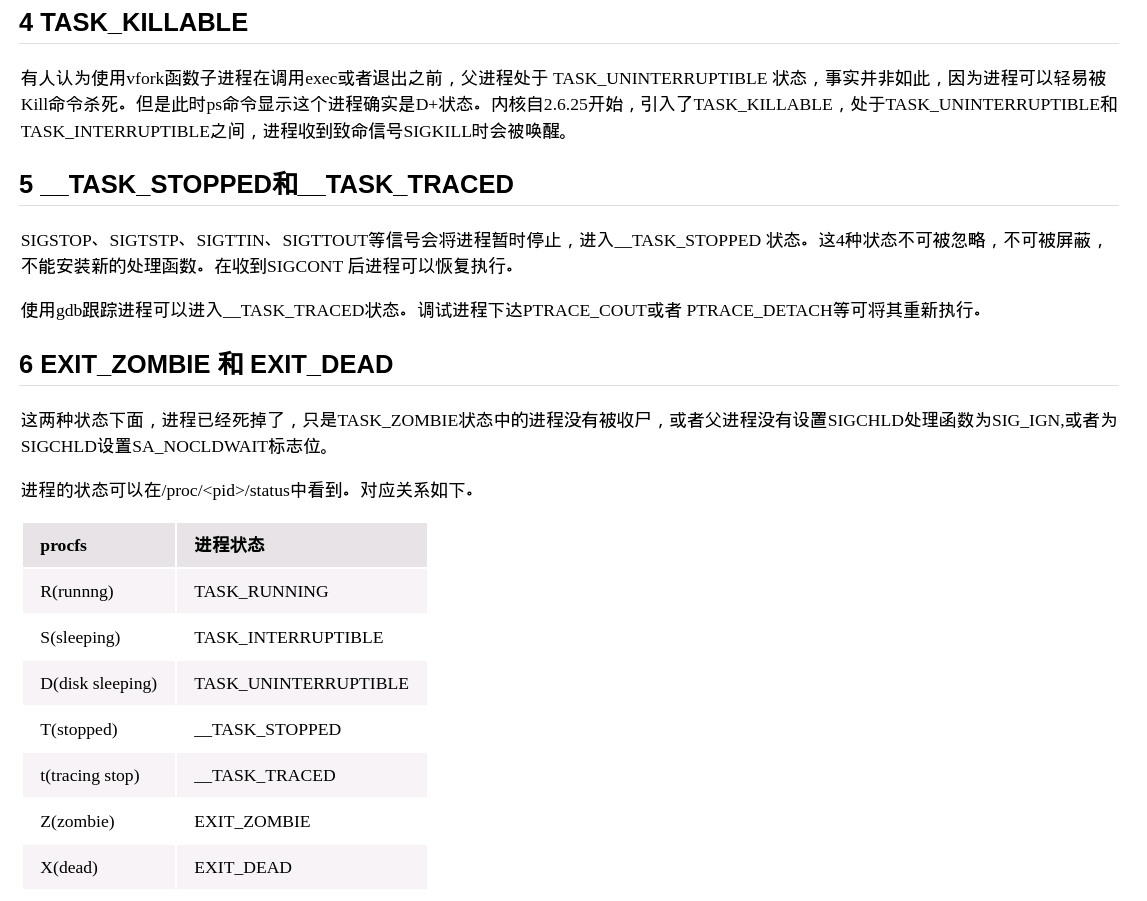 4 TASK_KILLABLE
有人认为使用vfork函数子进程在调用exec或者退出之前，父进程处于 TASK_UNINTERRUPTIBLE 状态，事实并非如此，因为进程可以轻易被
Kill命令杀死。但是此时ps命令显示这个进程确实是D+状态。内核自2.6.25开始，引入了TASK_KILLABLE，处于TASK_UNINTERRUPTIBLE和
TASK_INTERRUPTIBLE之间，进程收到致命信号SIGKILL时会被唤醒。
5 __TASK_STOPPED和__TASK_TRACED
SIGSTOP、SIGTSTP、SIGTTIN、SIGTTOUT等信号会将进程暂时停止，进入__TASK_STOPPED 状态。这4种状态不可被忽略，不可被屏蔽，
不能安装新的处理函数。在收到SIGCONT 后进程可以恢复执行。
使用gdb跟踪进程可以进入__TASK_TRACED状态。调试进程下达PTRACE_COUT或者 PTRACE_DETACH等可将其重新执行。
6 EXIT_ZOMBIE 和 EXIT_DEAD
这两种状态下面，进程已经死掉了，只是TASK_ZOMBIE状态中的进程没有被收尸，或者父进程没有设置SIGCHLD处理函数为SIG_IGN,或者为
SIGCHLD设置SA_NOCLDWAIT标志位。
进程的状态可以在/proc/<pid>/status中看到。对应关系如下。
procfs 进程状态
R(runnng) TASK_RUNNING
S(sleeping) TASK_INTERRUPTIBLE
D(disk sleeping) TASK_UNINTERRUPTIBLE
T(stopped) __TASK_STOPPED
t(tracing stop) __TASK_TRACED
Z(zombie) EXIT_ZOMBIE
X(dead) EXIT_DEAD